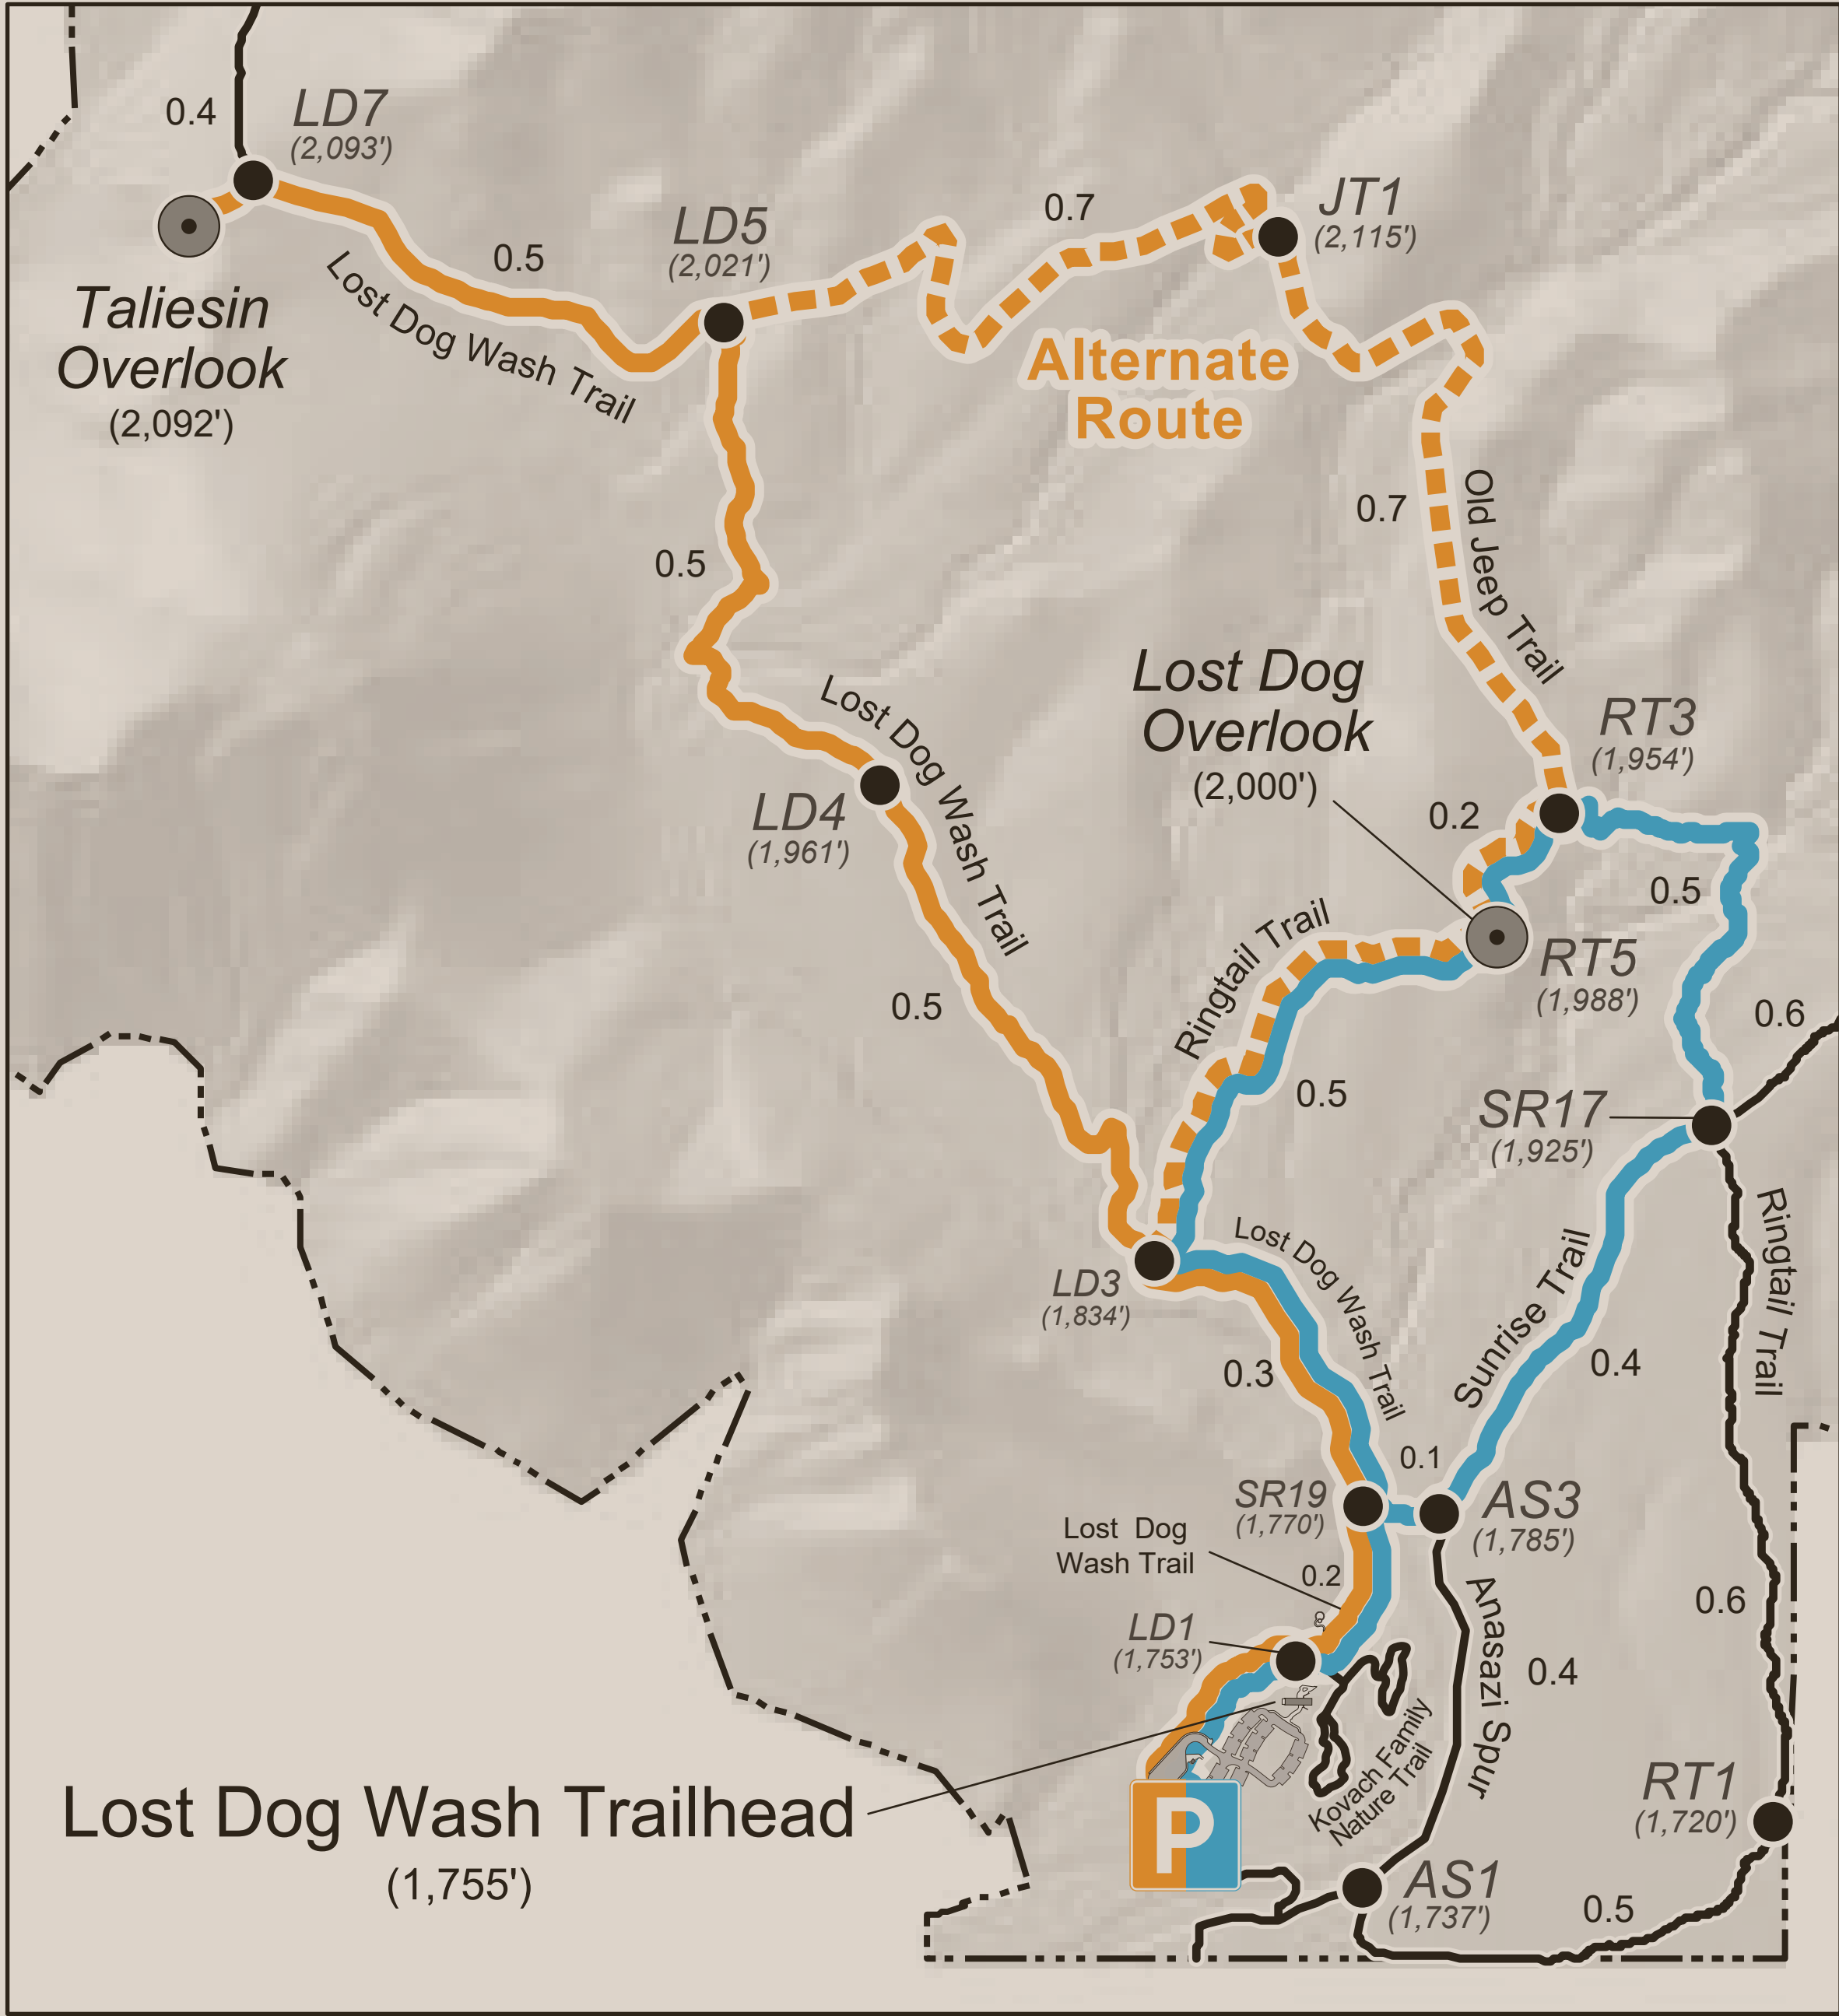 0.4
LD7
(2,093')
Taliesin
Overlook
(2,092')
0.5
Lost Dog Wash Trail
LD5
(2,021')
0.7
JT1
(2,115')
Alternate
Route
0.7
Old Jeep Trail
0.5
Lost Dog
Overlook
(2,000')
RT3
(1,954')
Lost Dog Wash Trail
LD4
(1,961')
0.2
0.5
Ringtail Trail
RT5
(1,988')
0.5
0.6
0.5
SR17
(1,925')
Ringtail Trail
LD3
(1,834')
Lost Dog Wash Trail
Sunrise Trail
0.3
0.4
0.1
SR19
(1,770')
AS3
(1,785')
Lost Dog
Wash Trail
0.2
Anasazi Spur
0.6
LD1
(1,753')
0.4
Kovach Family
Nature Trail
Lost Dog Wash Trailhead
(1,755')
P
RT1
(1,720')
AS1
(1,737')
0.5